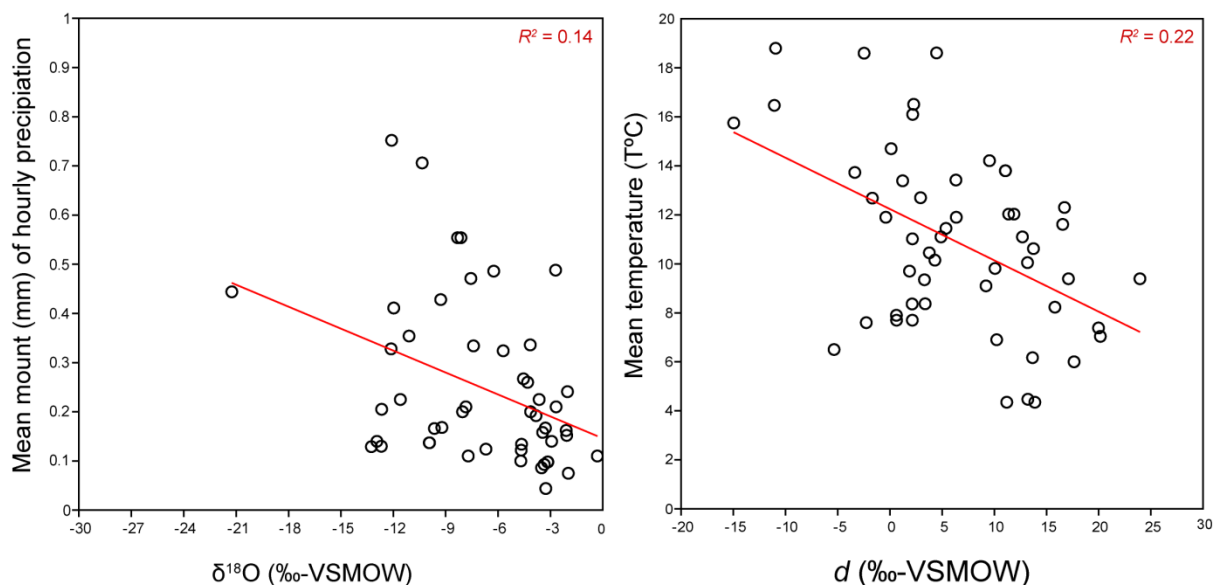 R² = 0.14
Mean mount (mm) of hourly precipiation
1
0.9
0.8
0.7
0.6
0.5
0.4
0.3
0.2
0.1
0
-30 -27 -24 -21 -18 -15 -12 -9 -6 -3 0
δ¹⁸O (‰-VSMOW)
R² = 0.22
Mean temperature (TºC)
20
18
16
14
12
10
8
6
4
2
0
-20 -15 -10 -5 0 5 10 15 20 25 30
d (‰-VSMOW)